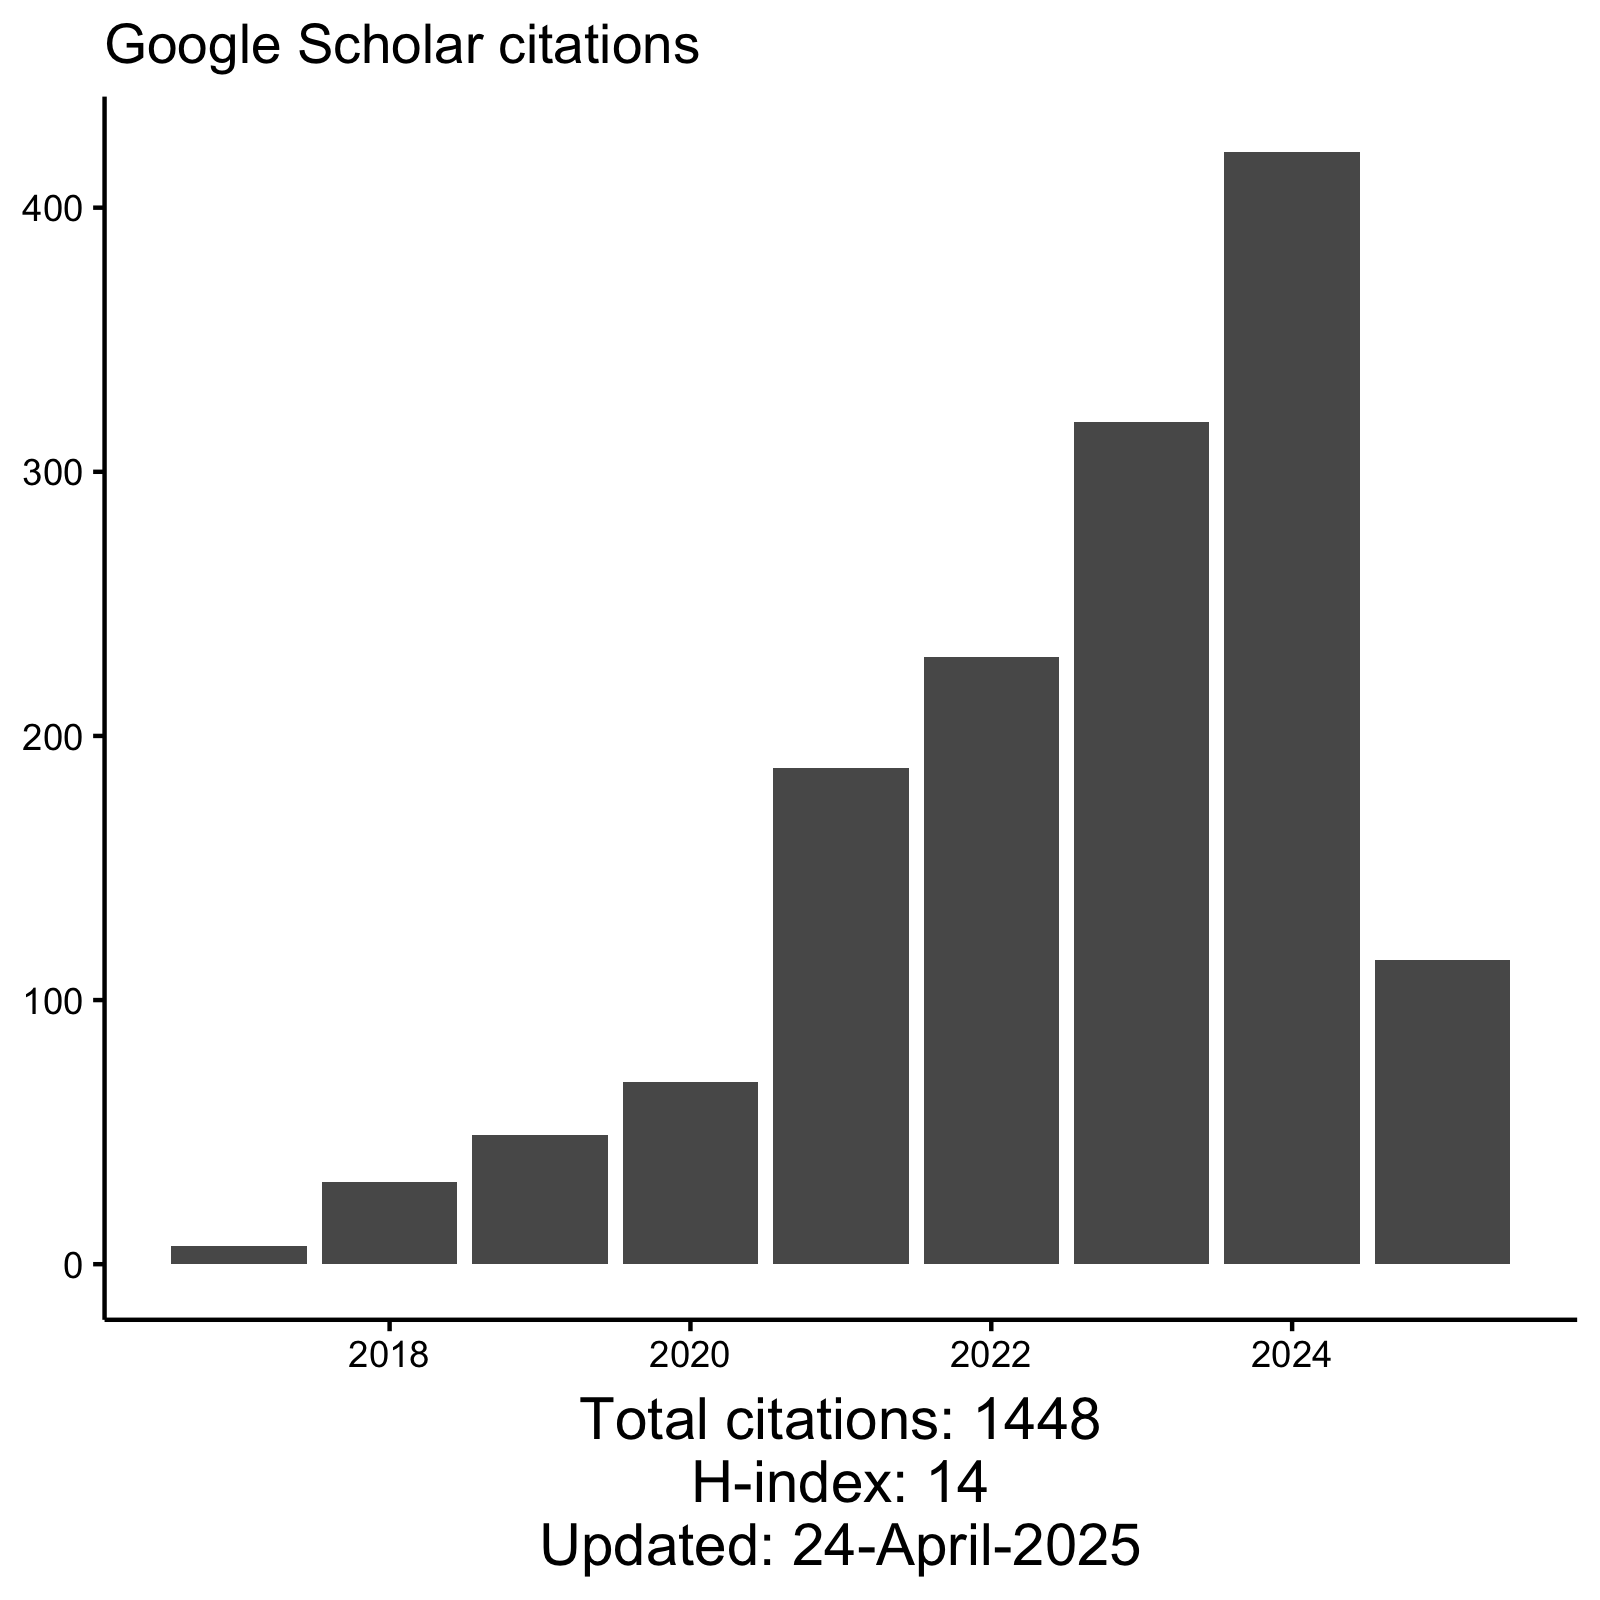 Google Scholar citations
400
300
200
100
0
2018 2020 2022 2024
Total citations: 1448
H-index: 14
Updated: 24-April-2025